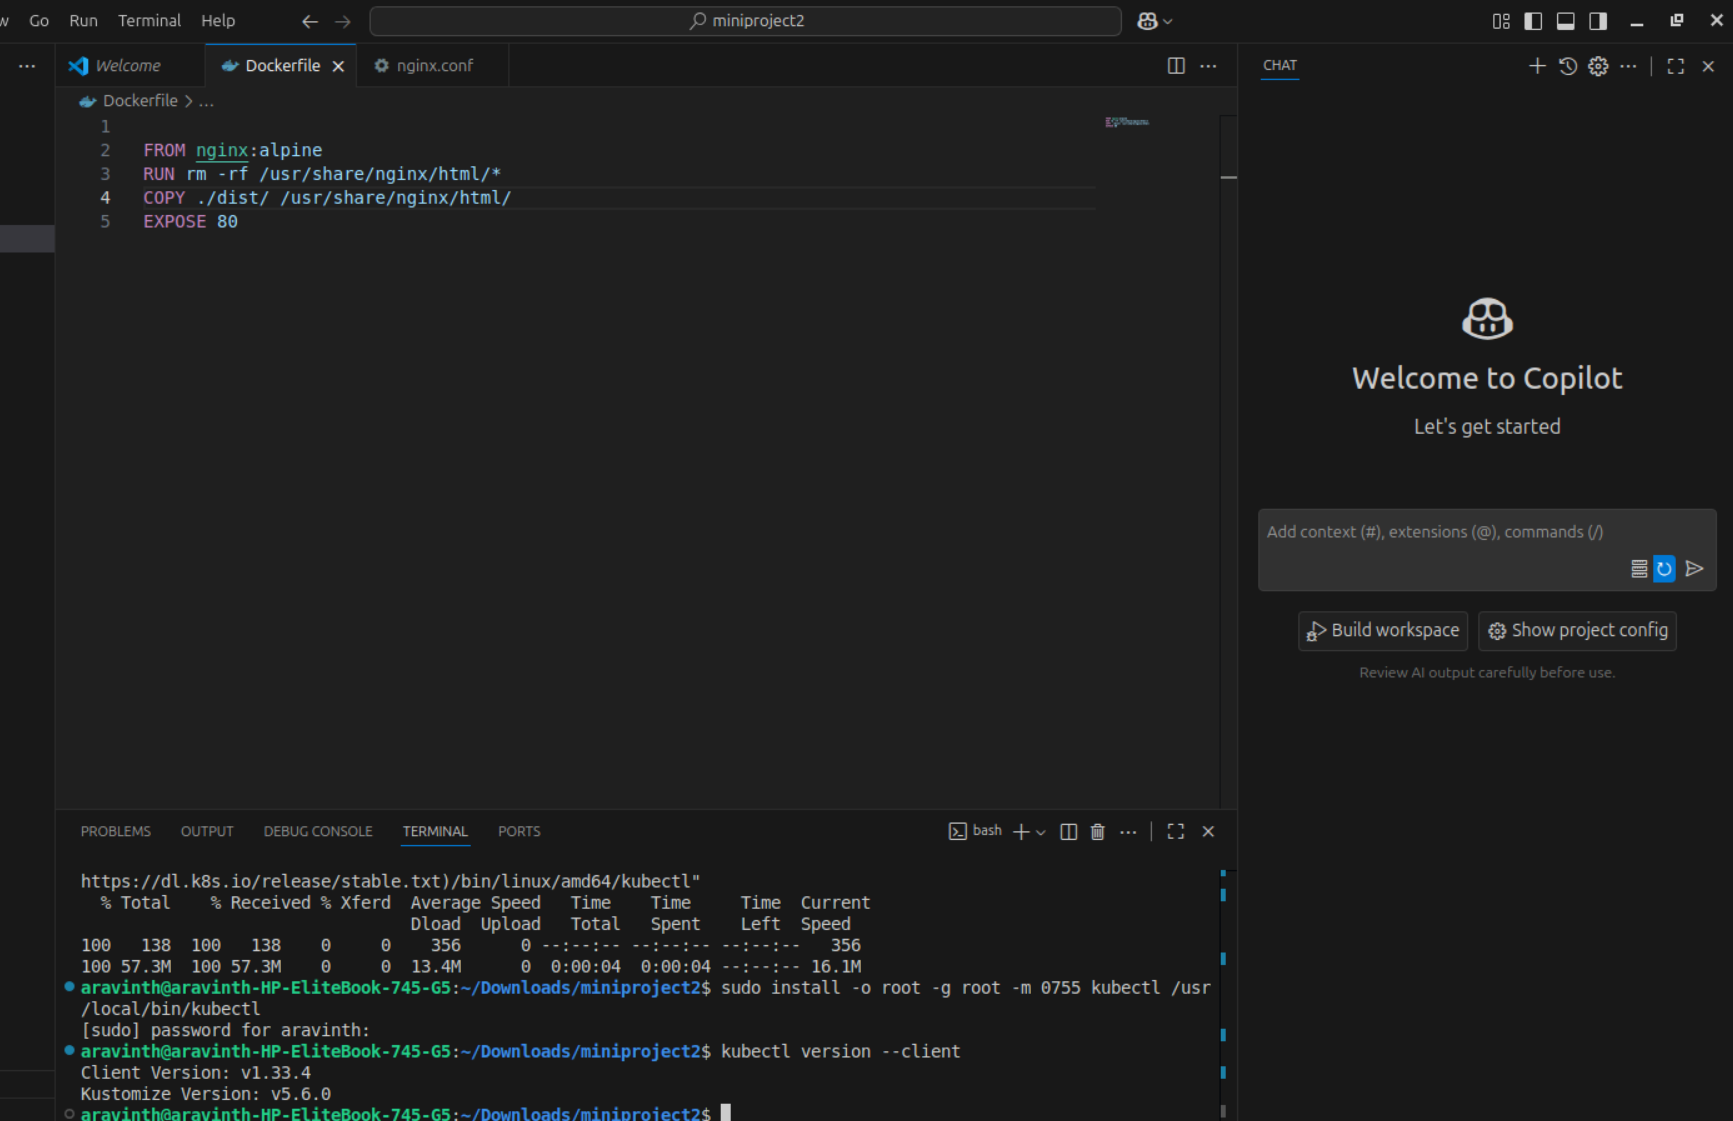 Go Run Terminal Help miniproject2
Welcome Dockerfile nginx.conf
Dockerfile > ...
1
2 FROM nginx:alpine
3 RUN rm -rf /usr/share/nginx/html/*
4 COPY ./dist/ /usr/share/nginx/html/
5 EXPOSE 80
PROBLEMS OUTPUT DEBUG CONSOLE TERMINAL PORTS bash
https://dl.k8s.io/release/stable.txt)/bin/linux/amd64/kubectl"
% Total % Received % Xferd Average Speed Time Time Time Current
Dload Upload Total Spent Left Speed
100 138 100 138 0 0 356 0 --:--:-- --:--:-- --:--:-- 356
100 57.3M 100 57.3M 0 0 13.4M 0 0:00:04 0:00:04 --:--:-- 16.1M
aravinth@aravinth-HP-EliteBook-745-G5:~/Downloads/miniproject2$ sudo install -o root -g root -m 0755 kubectl /usr
/local/bin/kubectl
[sudo] password for aravinth:
aravinth@aravinth-HP-EliteBook-745-G5:~/Downloads/miniproject2$ kubectl version --client
Client Version: v1.33.4
Kustomize Version: v5.6.0
aravinth@aravinth-HP-EliteBook-745-G5:~/Downloads/miniproject2$
CHAT
Welcome to Copilot
Let's get started
Add context (#), extensions (@), commands (/)
Build workspace Show project config
Review AI output carefully before use.